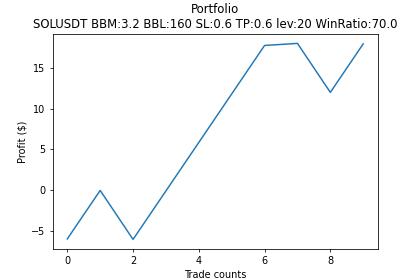 Portfolio
SOLUSDT BBM:3.2 BBL:160 SL:0.6 TP:0.6 lev:20 WinRatio:70.0
15
10
5
0
−5
Profit ($)
0 2 4 6 8
Trade counts